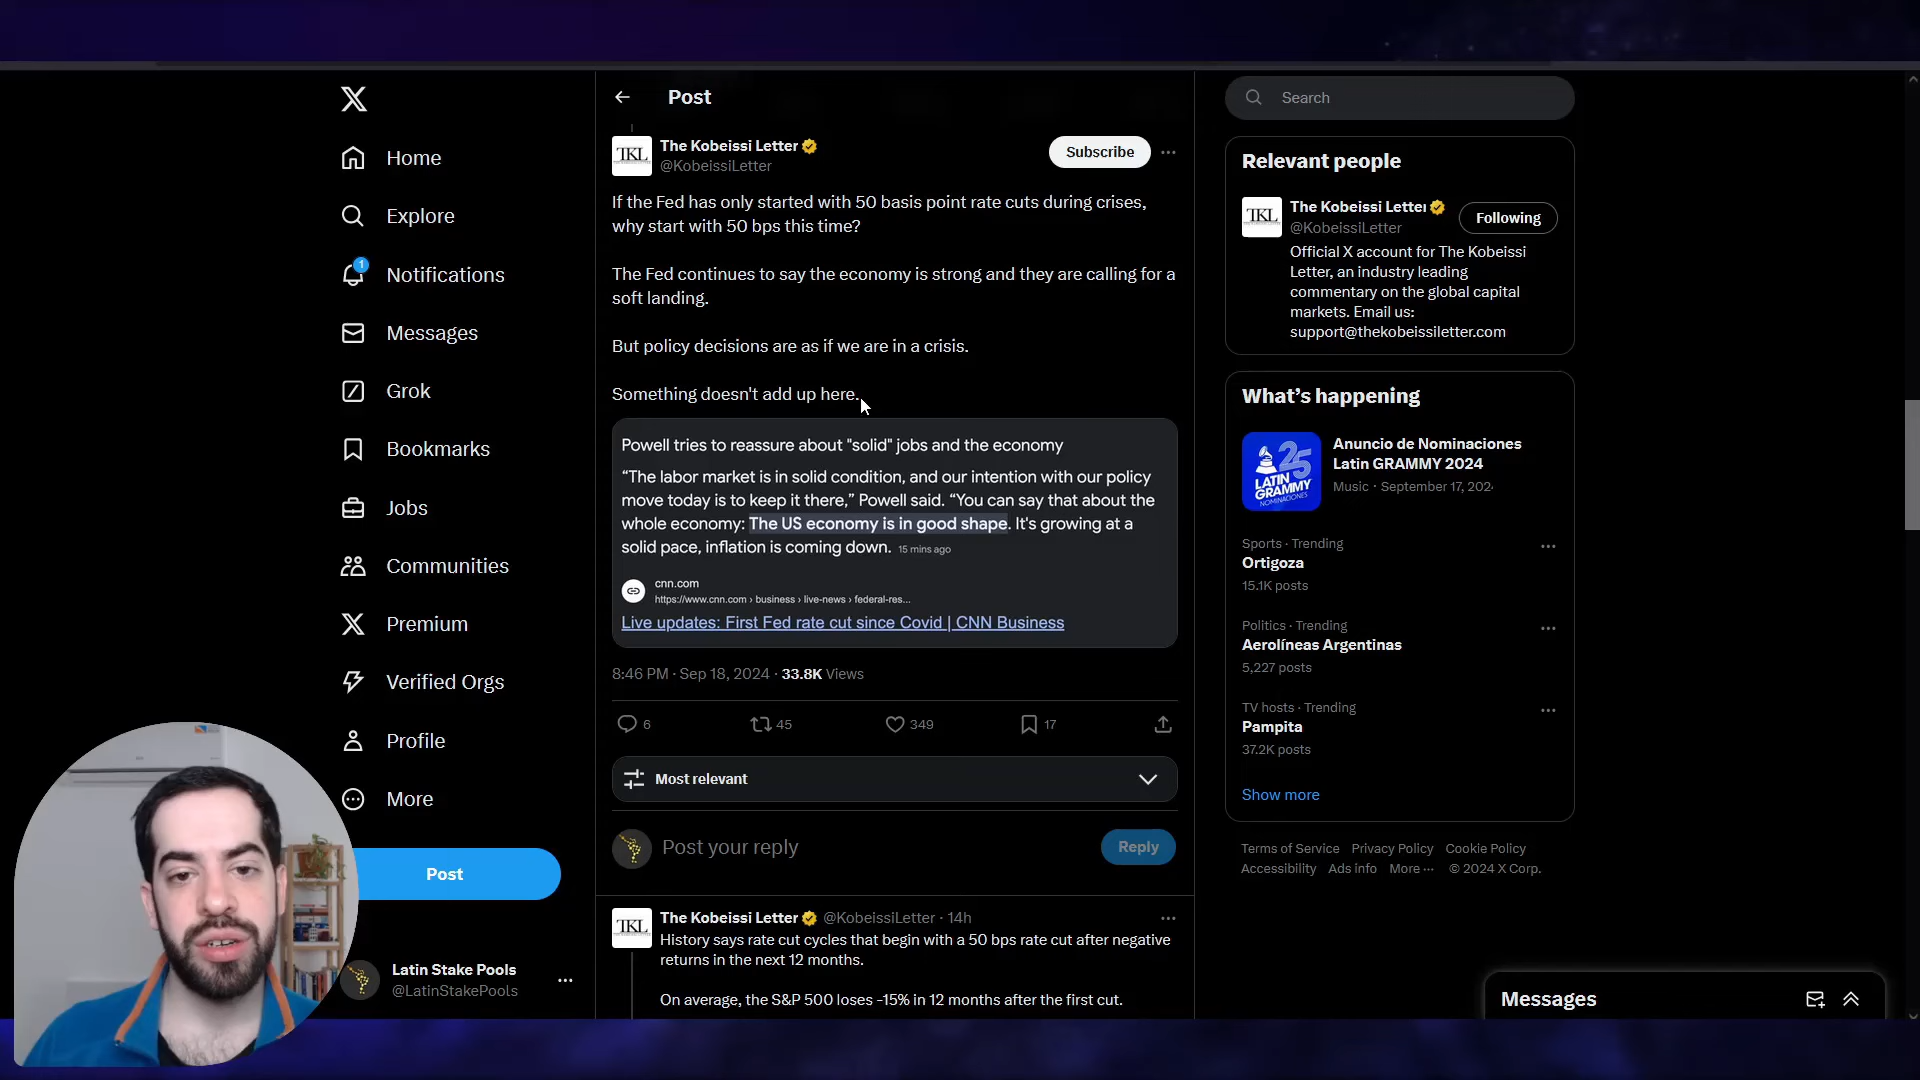 Home
Explore
1
Notifications
Messages
Grok
Bookmarks
Jobs
Communities
Premium
Verified Orgs
Profile
More
Post
Latin Stake Pools
@LatinStakePools
Post
TKL
The Kobeissi Letter
@KobeissiLetter
Subscribe
If the Fed has only started with 50 basis point rate cuts during crises,
why start with 50 bps this time?
The Fed continues to say the economy is strong and they are calling for a
soft landing.
But policy decisions are as if we are in a crisis.
Something doesn't add up here.
Powell tries to reassure about "solid" jobs and the economy
“The labor market is in solid condition, and our intention with our policy
move today is to keep it there,” Powell said. “You can say that about the
whole economy: The US economy is in good shape. It's growing at a
solid pace, inflation is coming down. 15 mins ago
cnn.com
https://www.cnn.com › business › live-news › federal-res...
Live updates: First Fed rate cut since Covid | CNN Business
8:46 PM · Sep 18, 2024 · 33.8K Views
6
45
349
17
Most relevant
Post your reply
Reply
TKL
The Kobeissi Letter @KobeissiLetter · 14h
History says rate cut cycles that begin with a 50 bps rate cut after negative
returns in the next 12 months.
On average, the S&P 500 loses -15% in 12 months after the first cut.
Search
Relevant people
TKL
The Kobeissi Letter
@KobeissiLetter
Following
Official X account for The Kobeissi
Letter, an industry leading
commentary on the global capital
markets. Email us:
support@thekobeissiletter.com
What’s happening
25
LATIN
GRAMMY
NOMINACIONES
Anuncio de Nominaciones
Latin GRAMMY 2024
Music · September 17, 202
Sports · Trending
Ortigoza
15.1K posts
Politics · Trending
Aerolíneas Argentinas
5,227 posts
TV hosts · Trending
Pampita
37.2K posts
Show more
Terms of Service Privacy Policy Cookie Policy
Accessibility Ads info More ··· © 2024 X Corp.
Messages